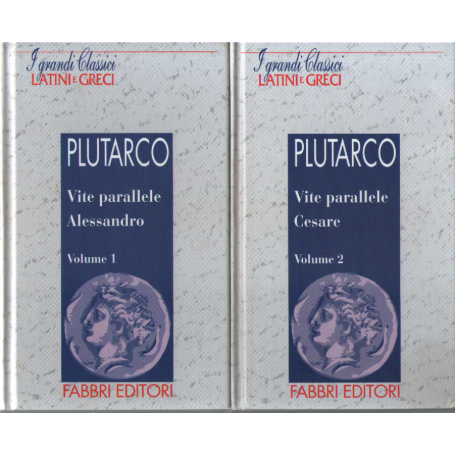 I grandi Classici
LATINI E GRECI
PLUTARCO
Vite parallele
Alessandro
Volume 1
FABBRI EDITORI
I grandi Classici
LATINI E GRECI
PLUTARCO
Vite parallele
Cesare
Volume 2
FABBRI EDITORI